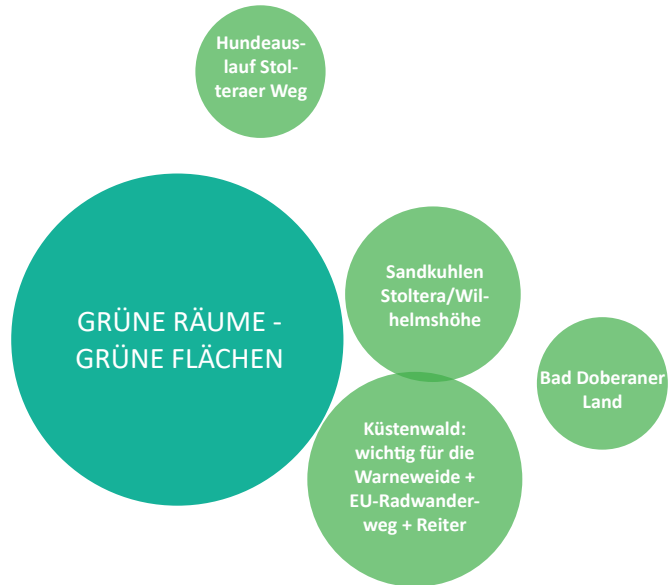 Hundeaus-
lauf Stol-
teraer Weg
GRÜNE RÄUME -
GRÜNE FLÄCHEN
Sandkuhlen
Stoltera/Wil-
helmshöhe
Bad Doberaner
Land
Küstenwald:
wichtig für die
Warneweide +
EU-Radwander-
weg + Reiter